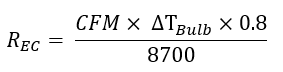 R_EC = (CFM × ΔT_Bulb × 0.8) / 8700